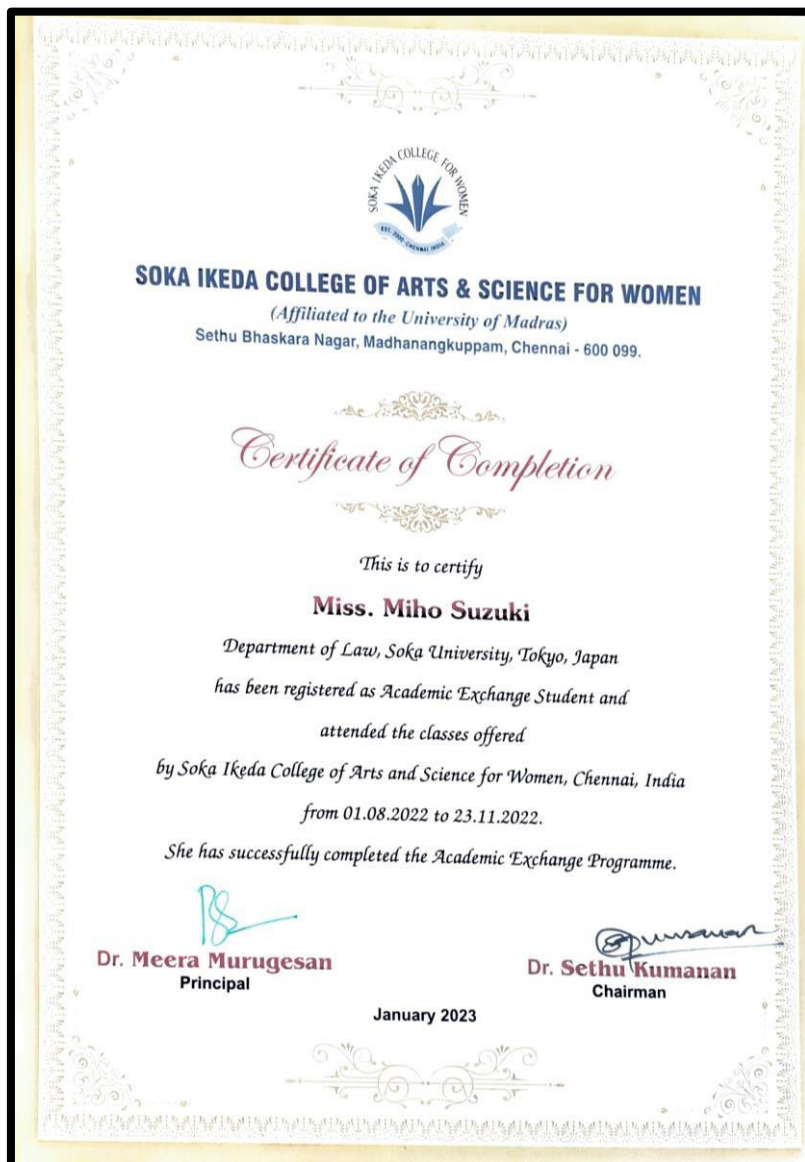 SOKA IKEDA COLLEGE FOR WOMEN
EST. 2000 - CHENNAI INDIA
SOKA IKEDA COLLEGE OF ARTS & SCIENCE FOR WOMEN
(Affiliated to the University of Madras)
Sethu Bhaskara Nagar, Madhanangkuppam, Chennai - 600 099.
Certificate of Completion
This is to certify
Miss. Miho Suzuki
Department of Law, Soka University, Tokyo, Japan
has been registered as Academic Exchange Student and
attended the classes offered
by Soka Ikeda College of Arts and Science for Women, Chennai, India
from 01.08.2022 to 23.11.2022.
She has successfully completed the Academic Exchange Programme.
Dr. Meera Murugesan
Principal
Dr. Sethu Kumanan
Chairman
January 2023